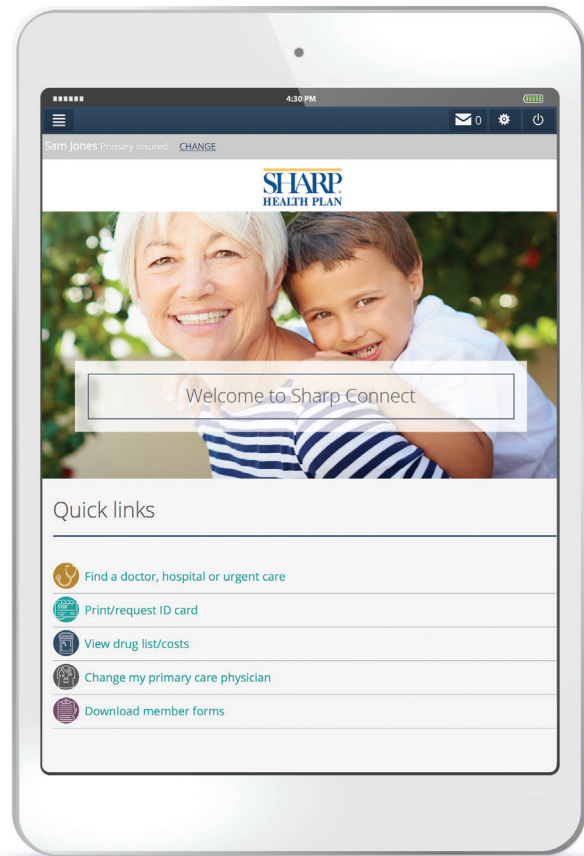 4:30 PM
0
Sam Jones Primary Insured CHANGE
SHARP
HEALTH PLAN
Welcome to Sharp Connect
Quick links
Find a doctor, hospital or urgent care
Print/request ID card
View drug list/costs
Change my primary care physician
Download member forms